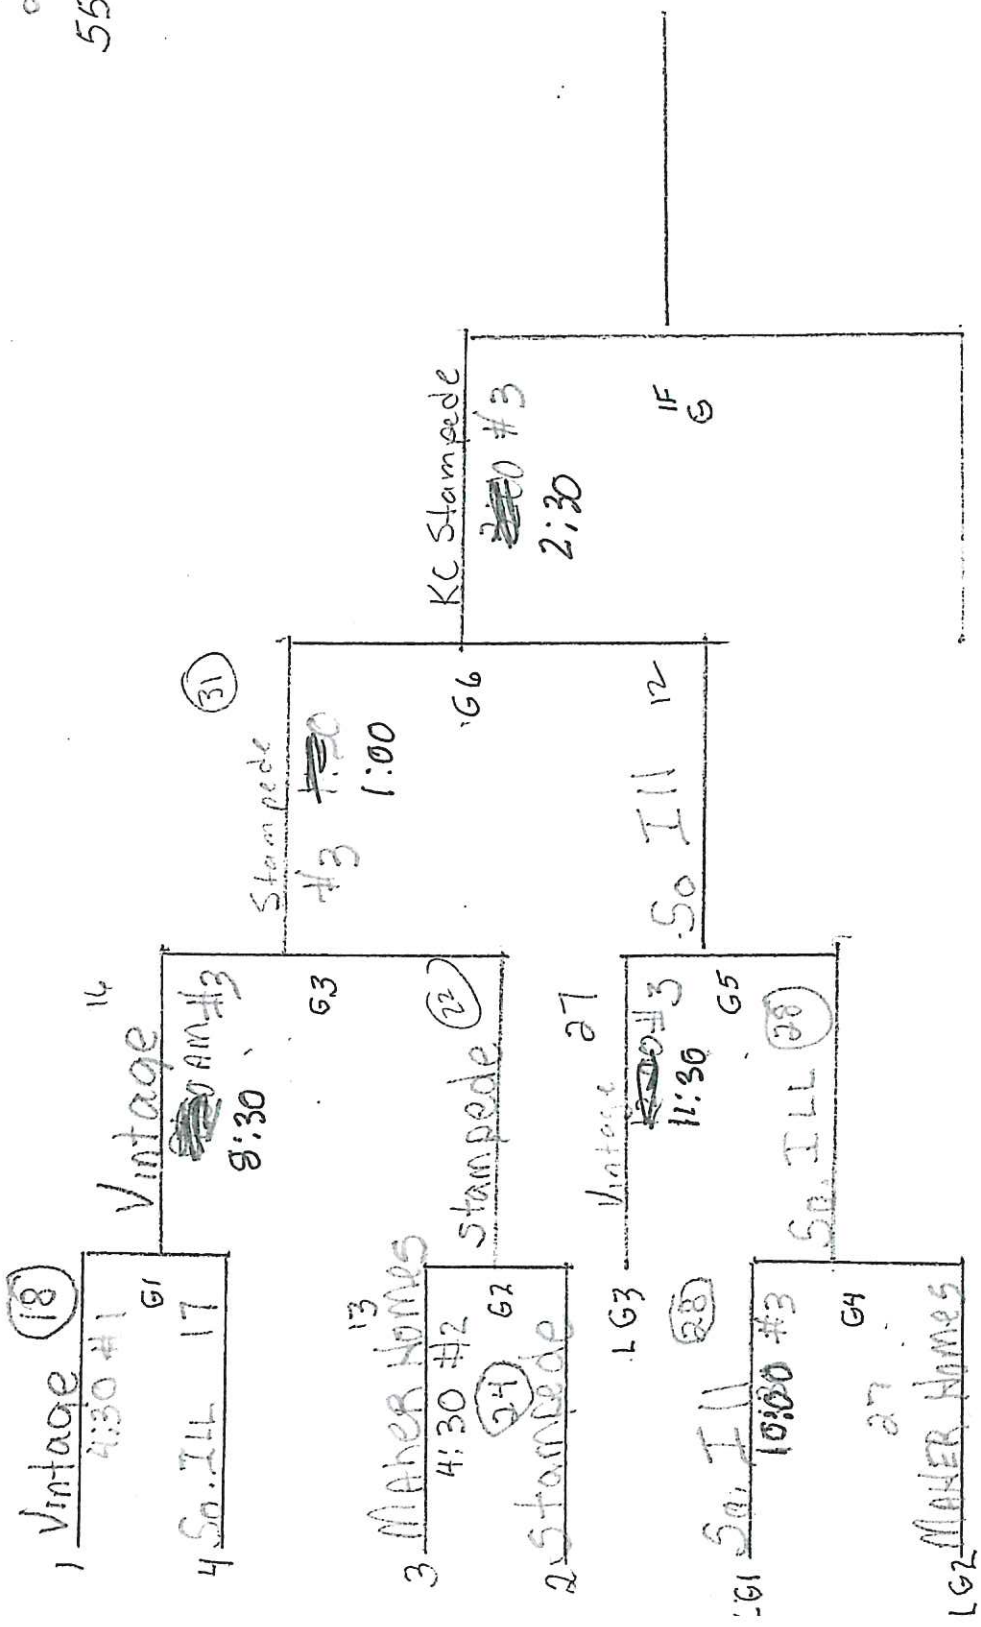 55
1 Vintage (18)
4:30 #1
G1
4 So. ILL 17
Vintage 14
AM #3
8:30
G3
3 MAHER Homes 13
4:30 #2
(24)
G2
2 Stampede
Stampede (22)
Stampede (31)
#3
1:00
G6
KC Stampede
#3
2:30
IF
G
LG3
Vintage 27
#3
11:30
G5
LG1 So. Ill (28)
10:30 #3
G4
27
LG2 MAHER Homes
So. ILL (28)
So Ill 12